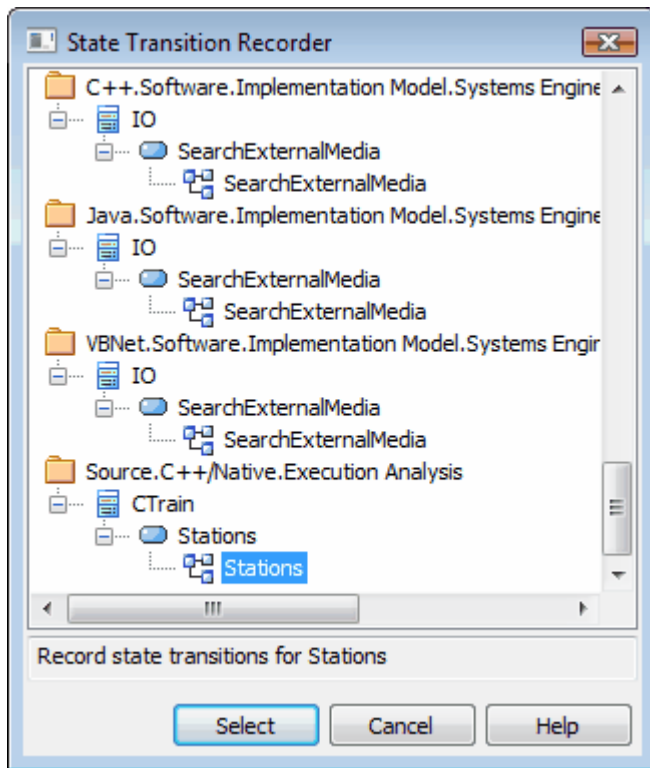 State Transition Recorder
C++.Software.Implementation Model.Systems Engine
IO
SearchExternalMedia
SearchExternalMedia
Java.Software.Implementation Model.Systems Engine
IO
SearchExternalMedia
SearchExternalMedia
VBNet.Software.Implementation Model.Systems Engir
IO
SearchExternalMedia
SearchExternalMedia
Source.C++/Native.Execution Analysis
CTrain
Stations
Stations
Record state transitions for Stations
Select Cancel Help